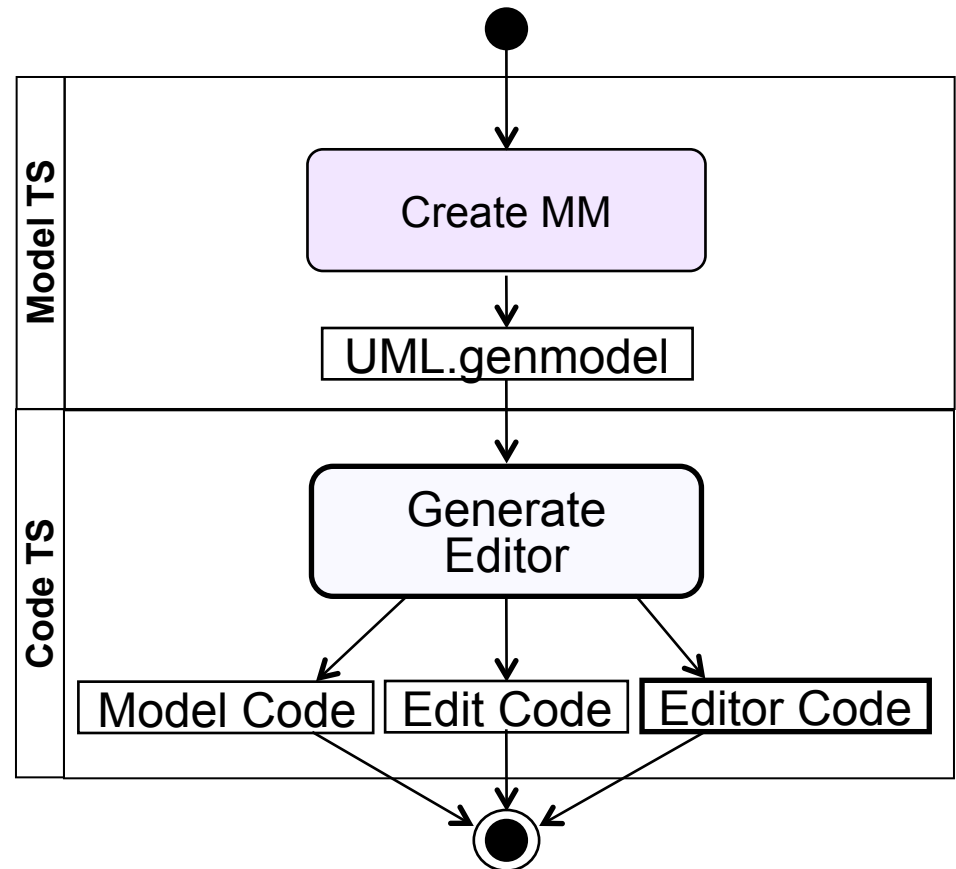 Model TS
Create MM
UML.genmodel
Code TS
Generate
Editor
Model Code
Edit Code
Editor Code